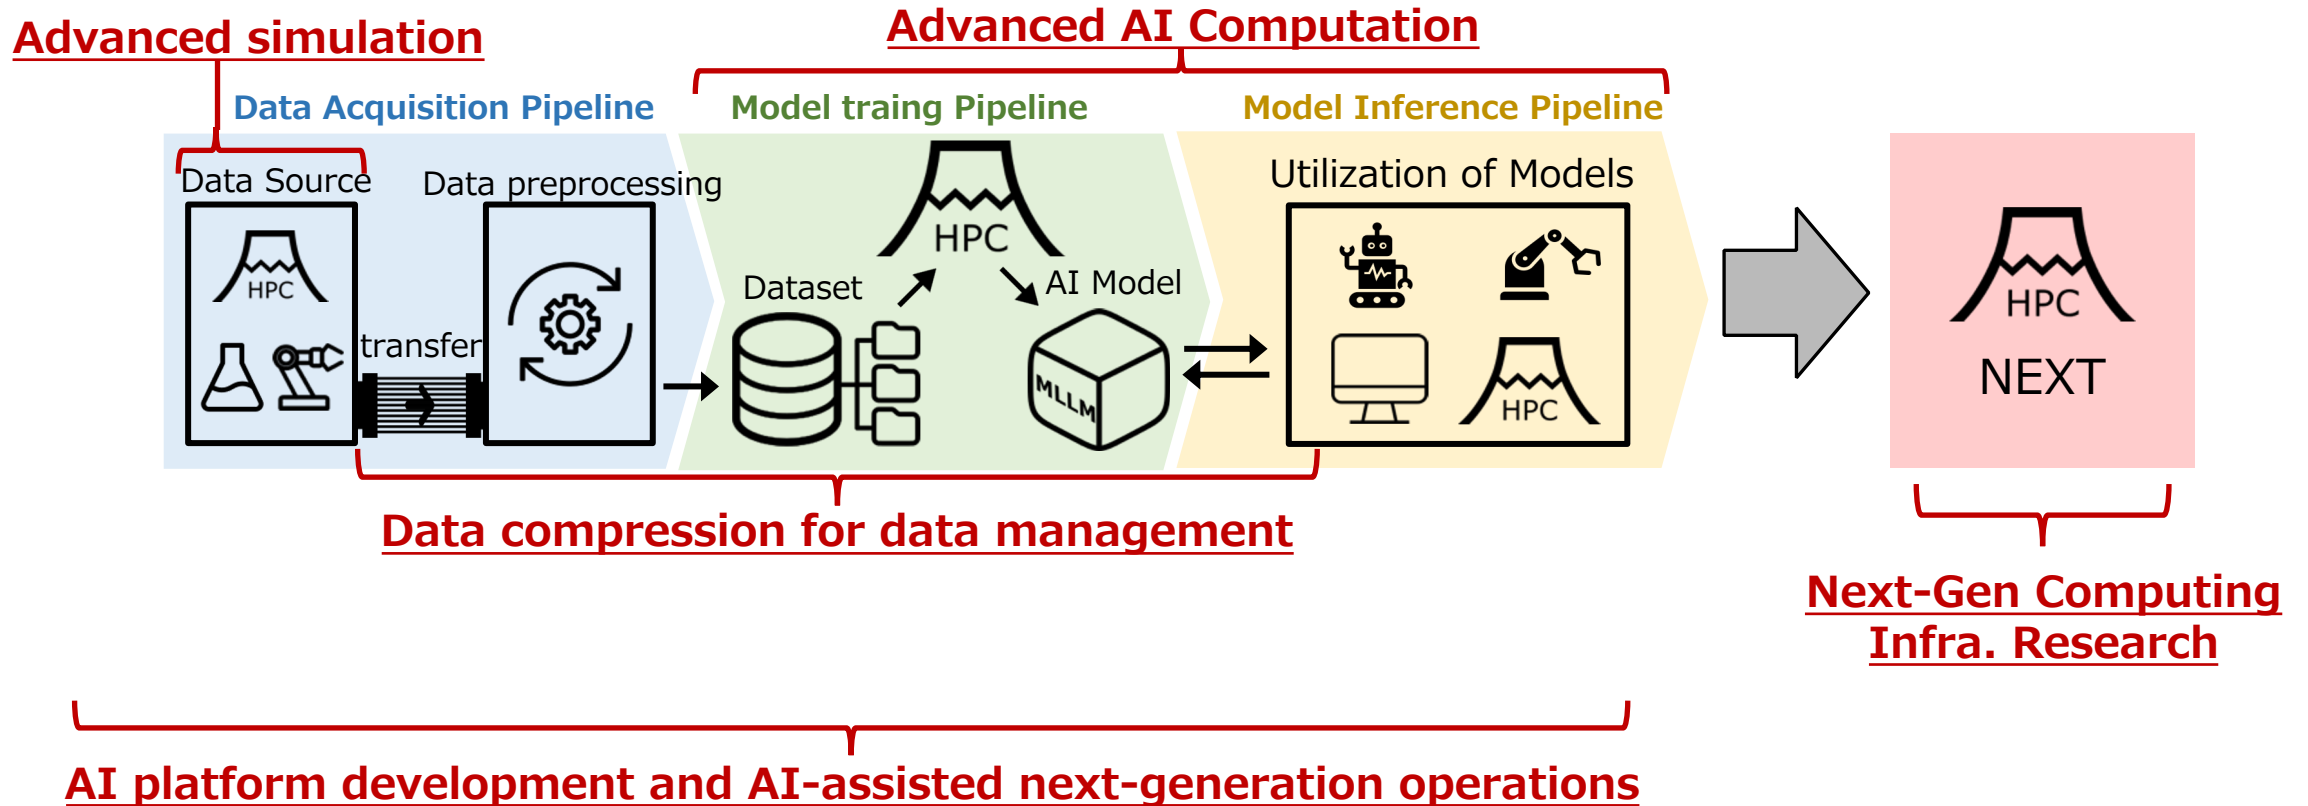 Advanced simulation
Advanced AI Computation
Data Acquisition Pipeline
Model traing Pipeline
Model Inference Pipeline
Data Source
Data preprocessing
HPC
transfer
HPC
Dataset
AI Model
MLLM
Utilization of Models
HPC
HPC
NEXT
Data compression for data management
Next-Gen Computing
Infra. Research
AI platform development and AI-assisted next-generation operations